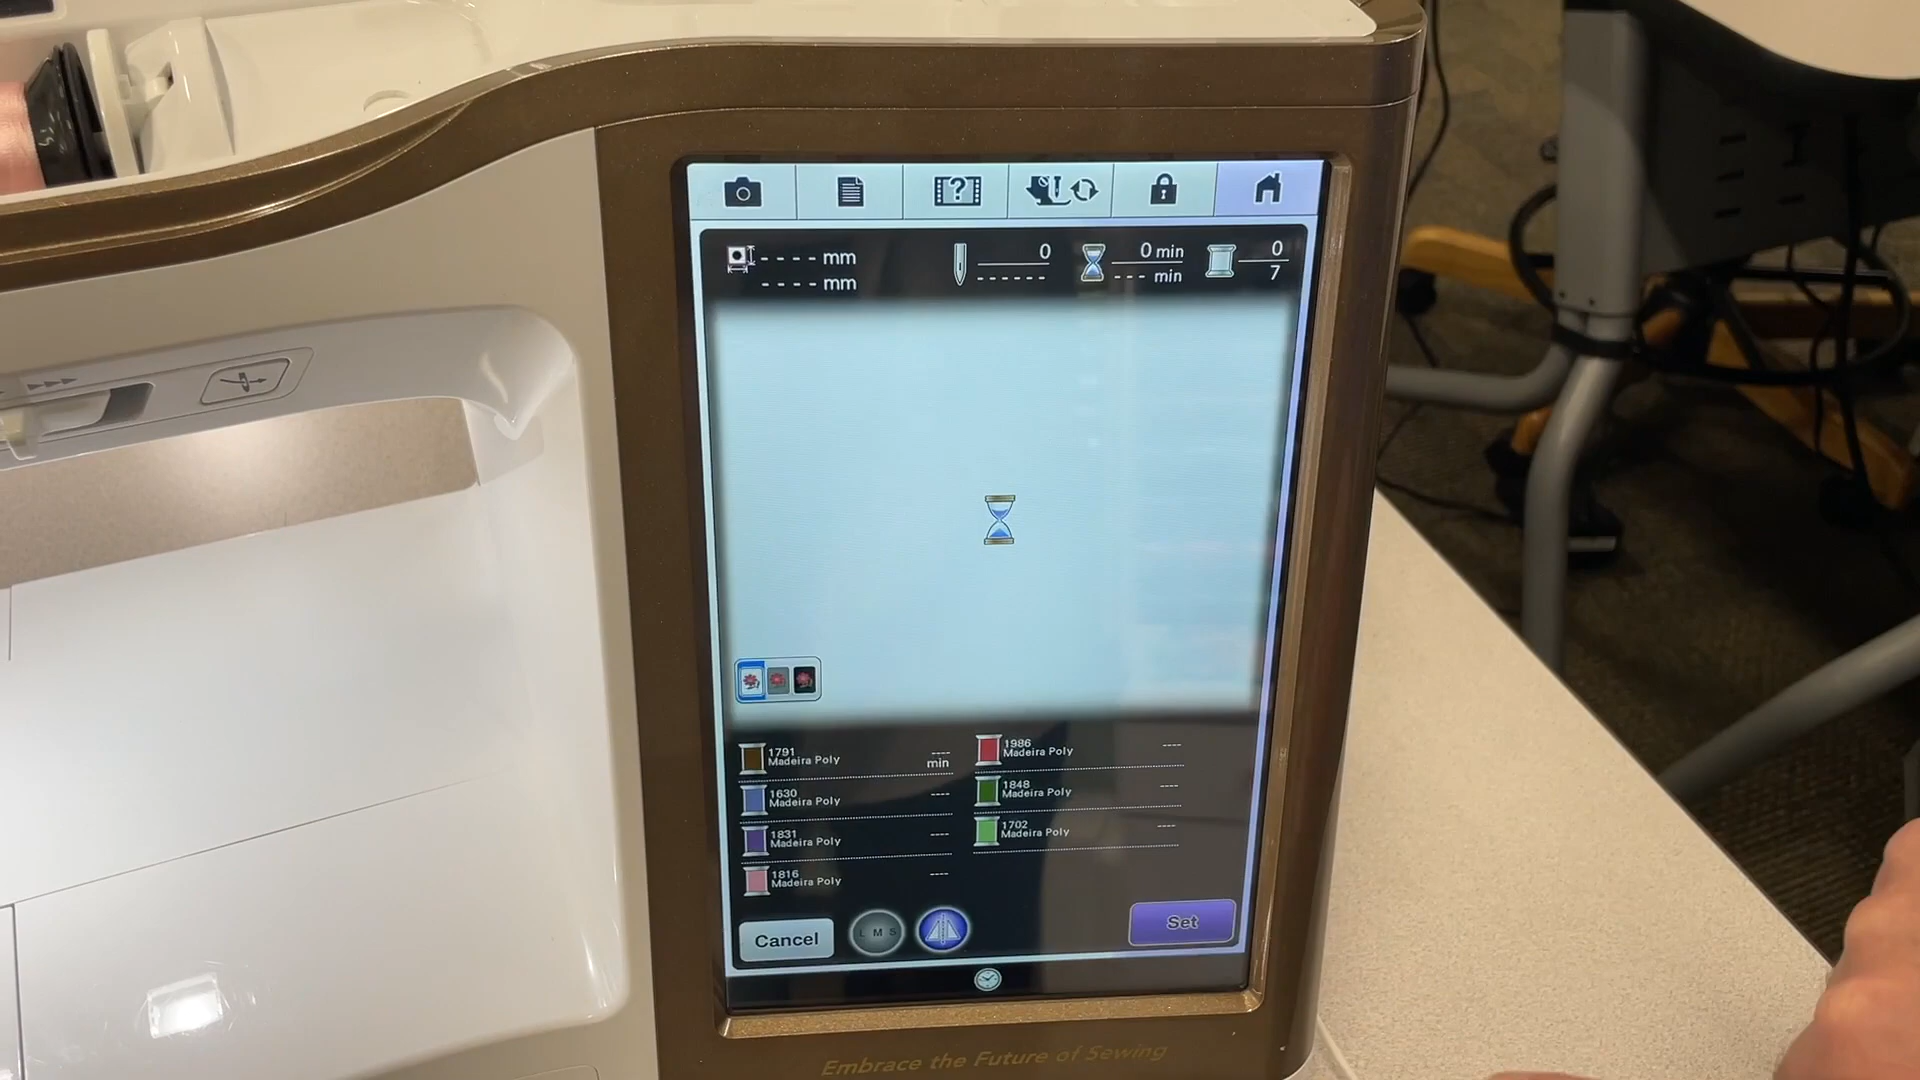 - - - - mm
- - - - mm
0
- - - - - -
0 min
- - - min
0
7
1791
Madeira Poly
----
min
1630
Madeira Poly
----
1831
Madeira Poly
----
1816
Madeira Poly
----
1986
Madeira Poly
----
1848
Madeira Poly
----
1702
Madeira Poly
----
Cancel
L M S
Set
Embrace the Future of Sewing